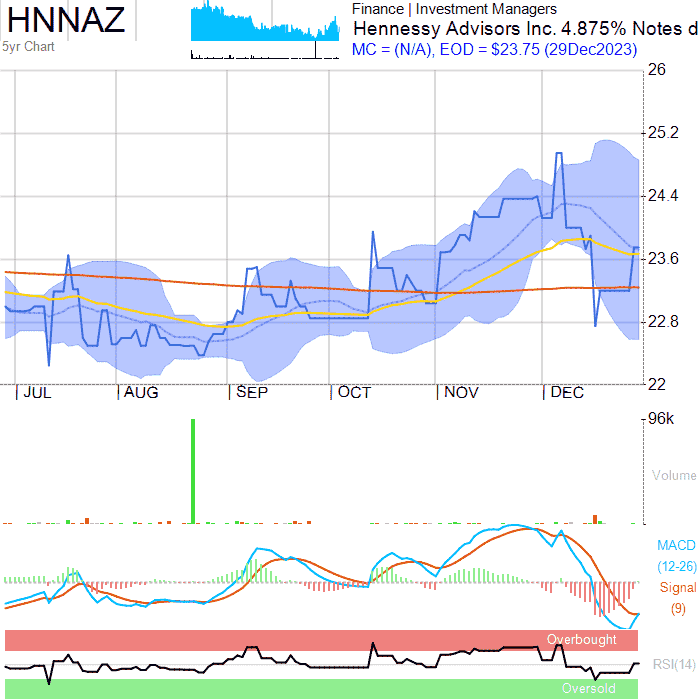 HNNAZ
5yr Chart
Finance | Investment Managers
Hennessy Advisors Inc. 4.875% Notes d
MC = (N/A), EOD = $23.75 (29Dec2023)
26
25.2
24.4
23.6
22.8
22
JUL AUG SEP OCT NOV DEC
96k
Volume
MACD
(12-26)
Signal
(9)
Overbought
RSI(14)
Oversold